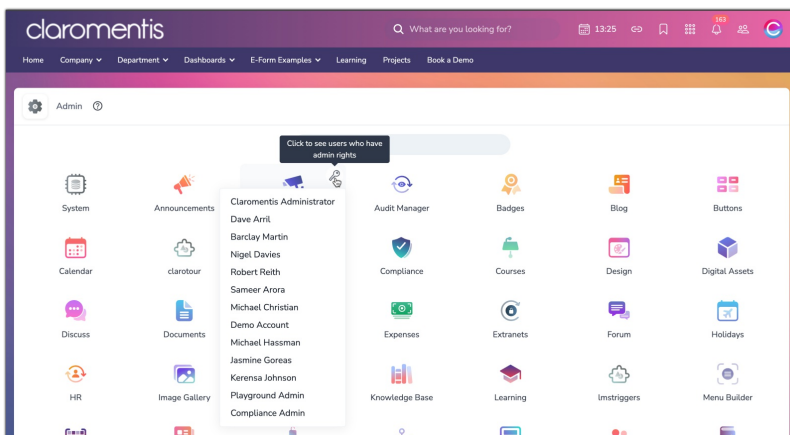 claromentis
What are you looking for?
13:25
163
Home
Company
Department
Dashboards
E-Form Examples
Learning
Projects
Book a Demo
Admin
Click to see users who have
admin rights
System
Announcements
Audit Manager
Badges
Blog
Buttons
Claromentis Administrator
Dave Arril
Barclay Martin
Nigel Davies
Robert Reith
Sameer Arora
Michael Christian
Demo Account
Michael Hassman
Jasmine Goreas
Kerensa Johnson
Playground Admin
Compliance Admin
Calendar
clarotour
Compliance
Courses
Design
Digital Assets
Discuss
Documents
Expenses
Extranets
Forum
Holidays
HR
Image Gallery
Knowledge Base
Learning
lmstriggers
Menu Builder